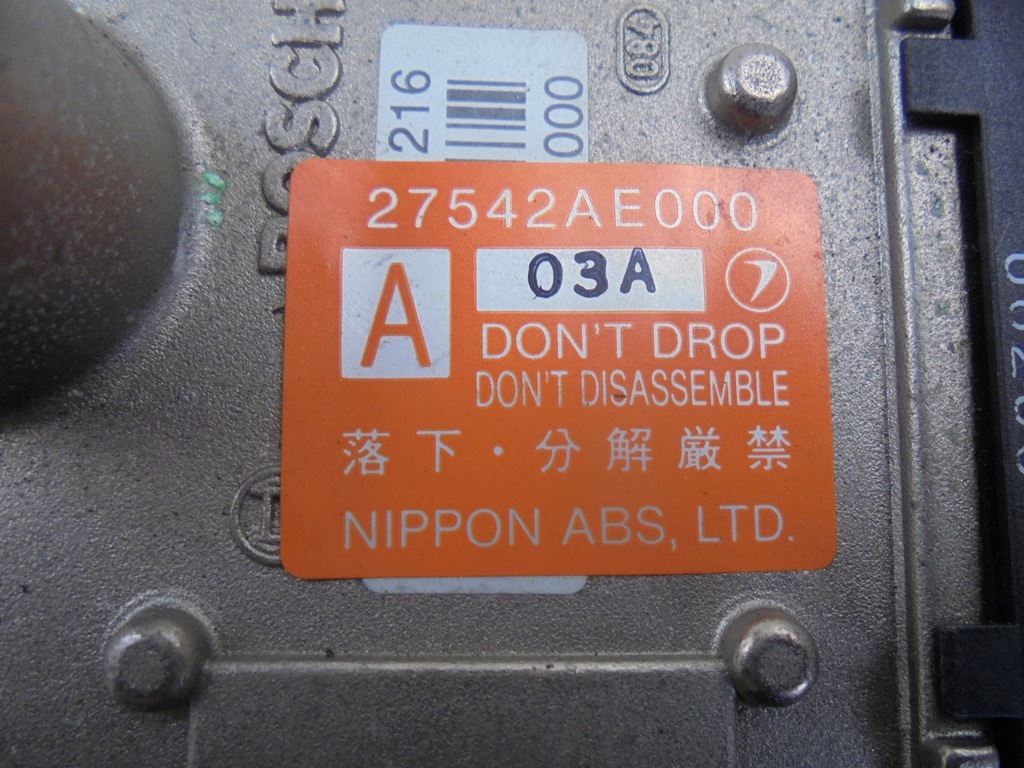 BOSCH
216
000
27542AE000
A
03A
DON'T DROP
DON'T DISASSEMBLE
落下・分解厳禁
NIPPON ABS, LTD.